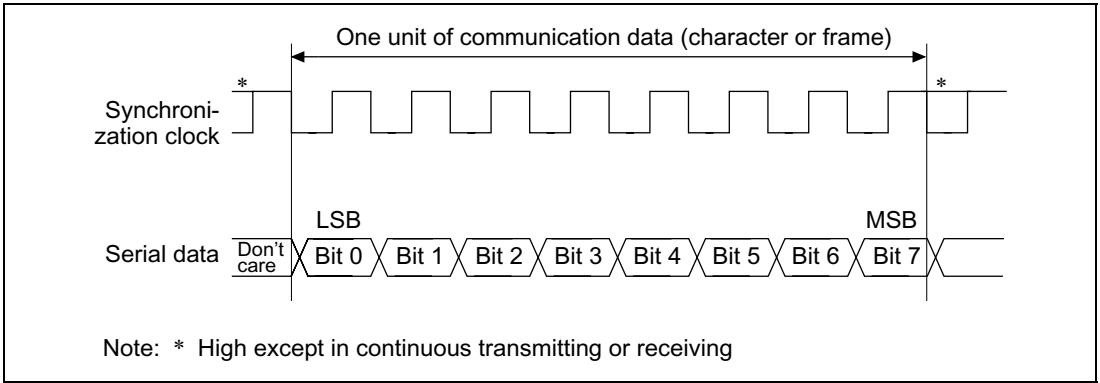 One unit of communication data (character or frame)
*
*
Synchroni-
zation clock
LSB
MSB
Serial data
Don't
care
Bit 0
Bit 1
Bit 2
Bit 3
Bit 4
Bit 5
Bit 6
Bit 7
Note: * High except in continuous transmitting or receiving